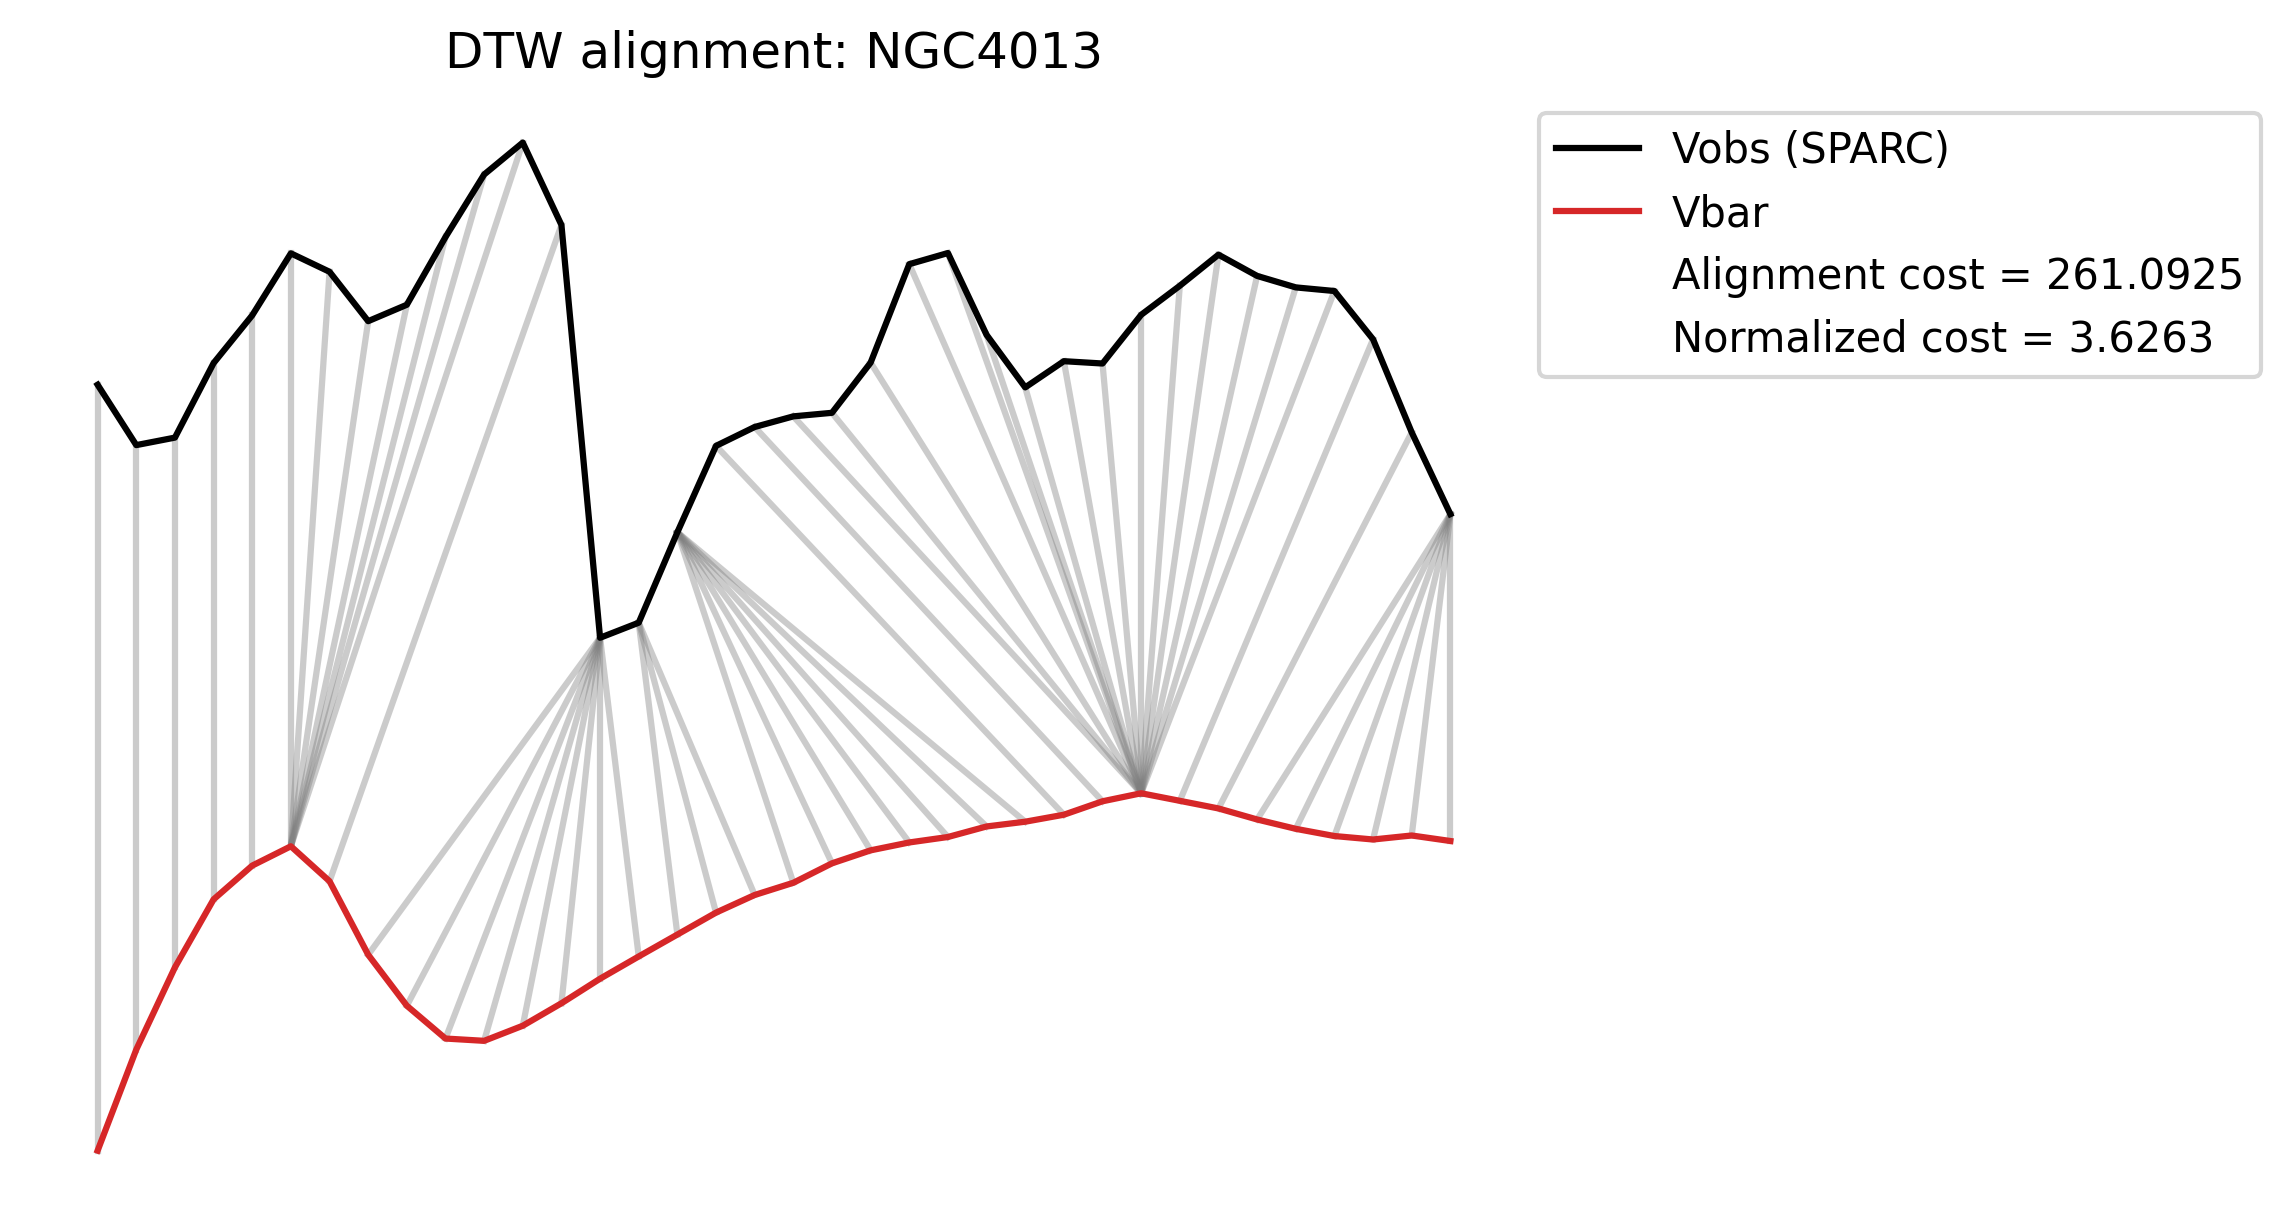 DTW alignment: NGC4013
Vobs (SPARC)
Vbar
Alignment cost = 261.0925
Normalized cost = 3.6263